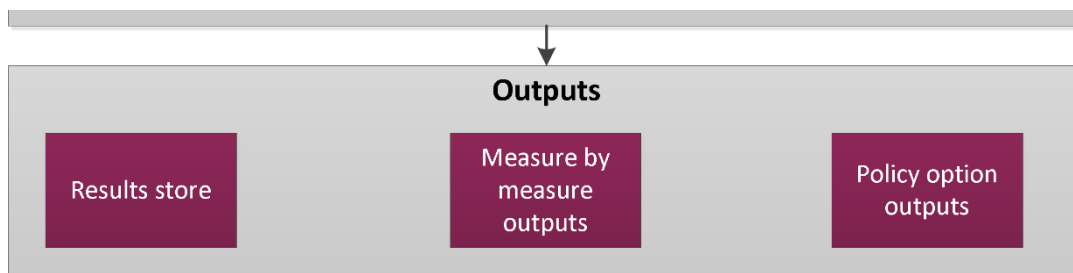 Outputs
Results store
Measure by
measure
outputs
Policy option
outputs